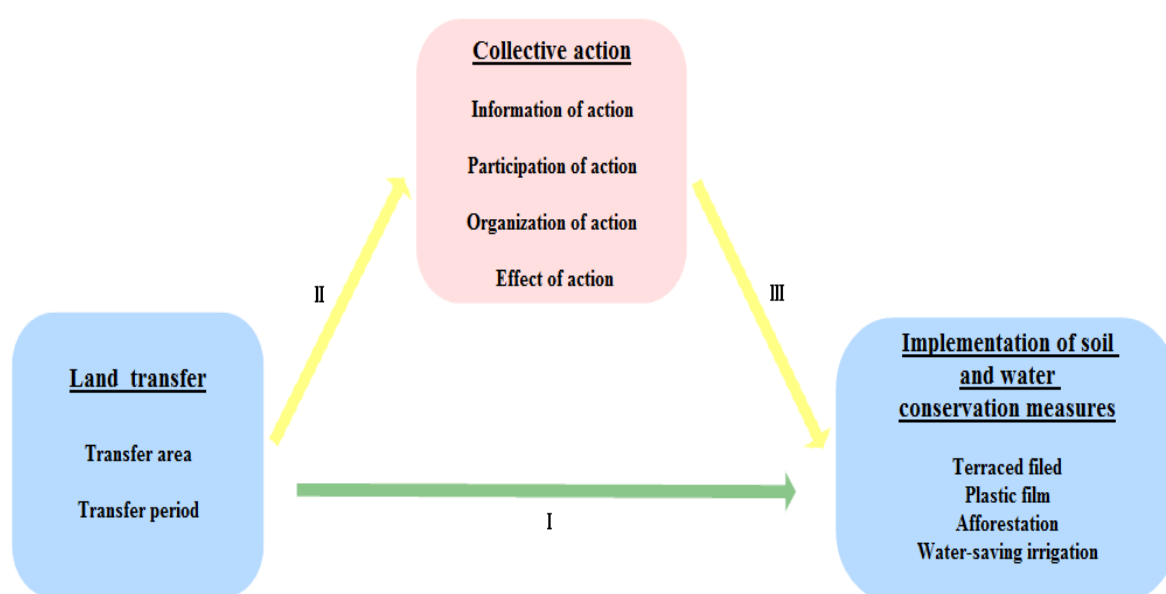 Collective action
Information of action
Participation of action
Organization of action
Effect of action
II
III
Land transfer
Transfer area
Transfer period
I
Implementation of soil
and water
conservation measures
Terraced filed
Plastic film
Afforestation
Water-saving irrigation